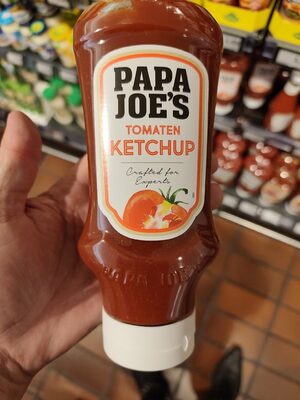 PAPA
JOE'S
TOMATEN
KETCHUP
Crafted for
Experts
PAPA JOE'S